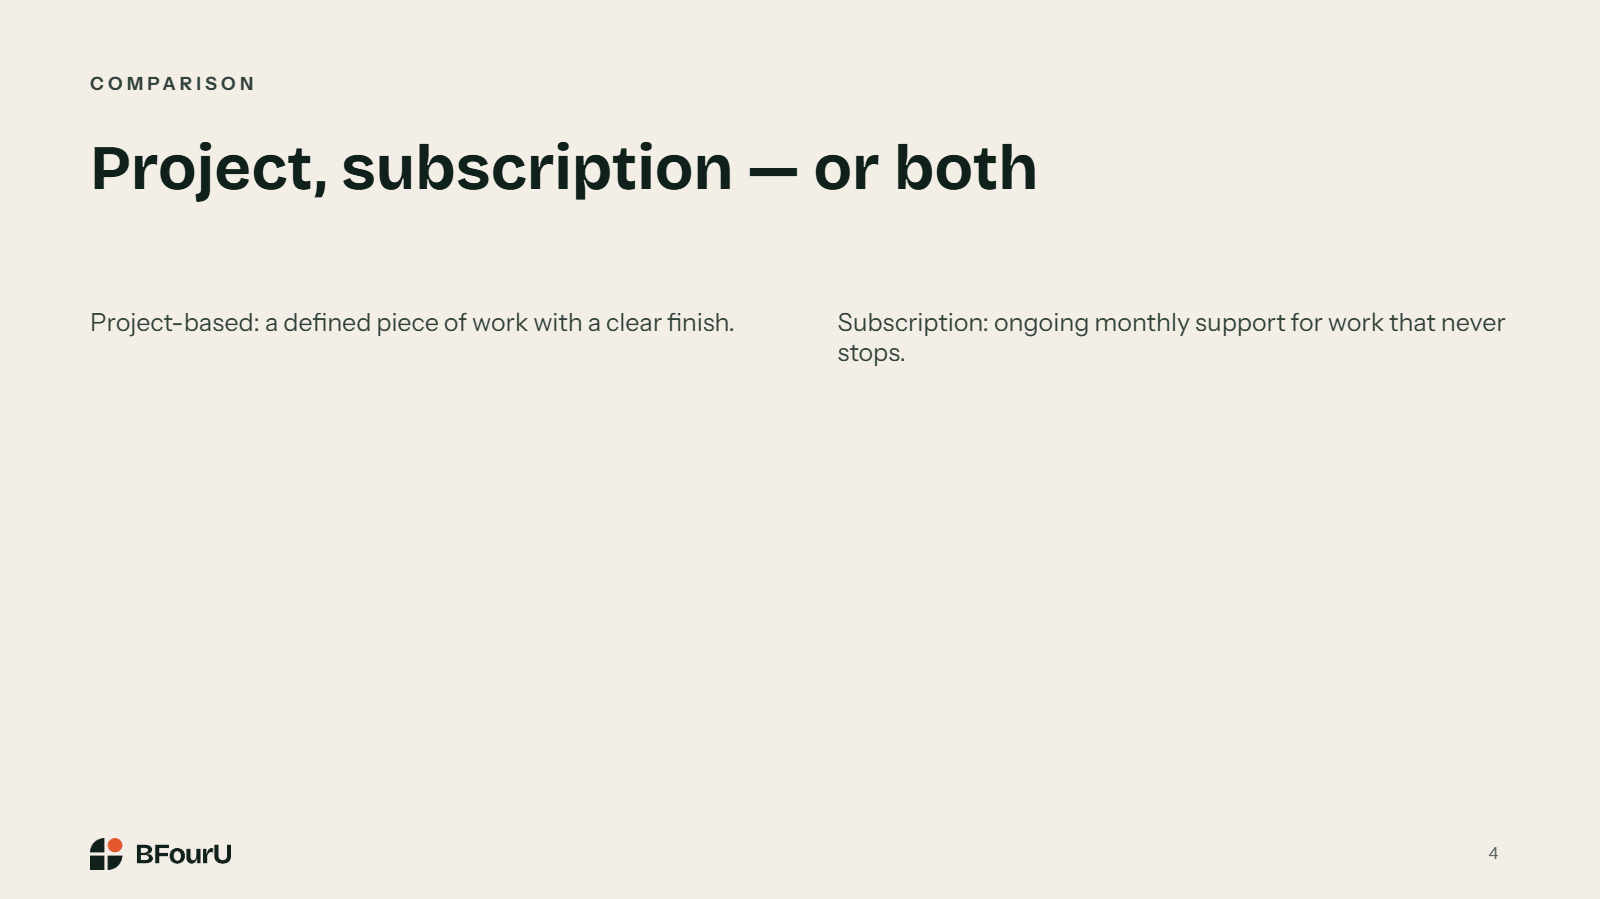 COMPARISON
Project, subscription — or both
Project-based: a defined piece of work with a clear finish.
Subscription: ongoing monthly support for work that never
stops.
BFourU
4